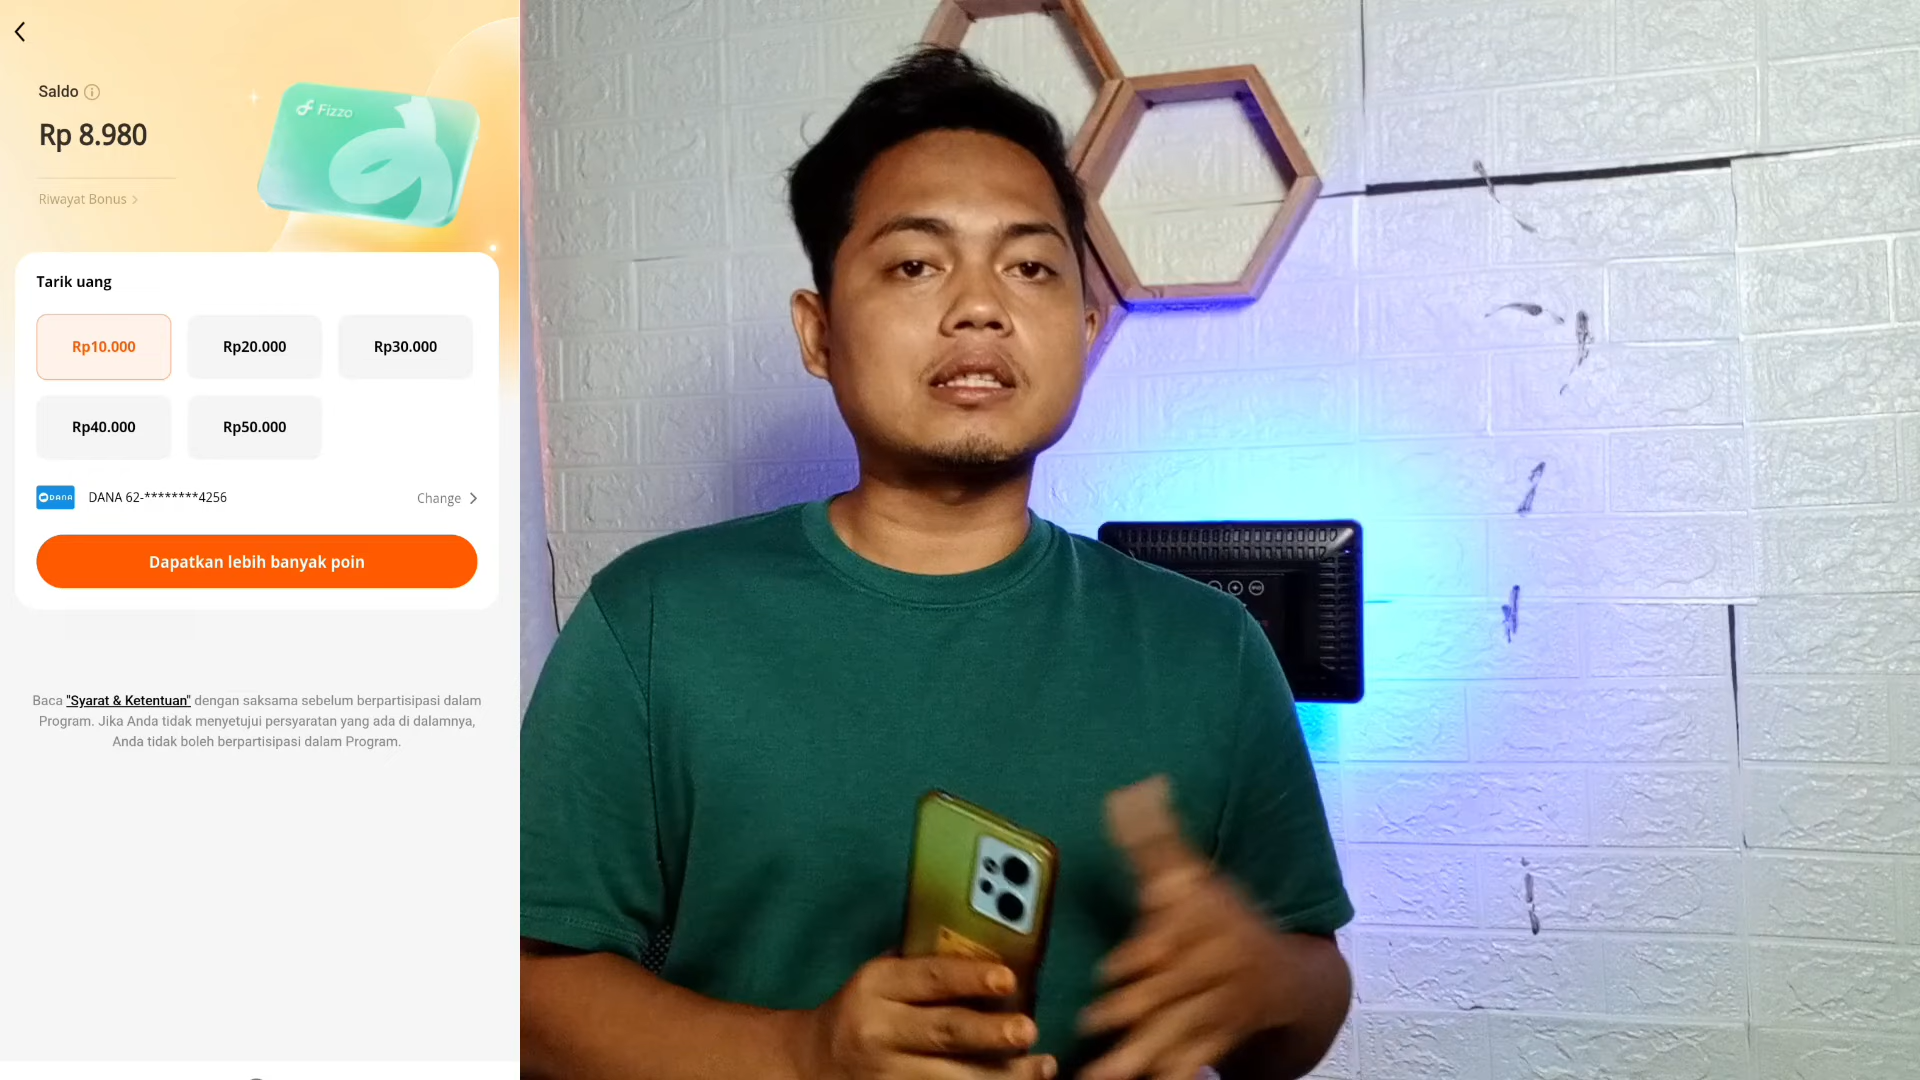 Saldo
Fizzo
Rp 8.980
Riwayat Bonus
Tarik uang
Rp10.000
Rp20.000
Rp30.000
Rp40.000
Rp50.000
DANA
DANA 62-********4256
Change
Dapatkan lebih banyak poin
Baca "Syarat & Ketentuan" dengan saksama sebelum berpartisipasi dalam
Program. Jika Anda tidak menyetujui persyaratan yang ada di dalamnya,
Anda tidak boleh berpartisipasi dalam Program.